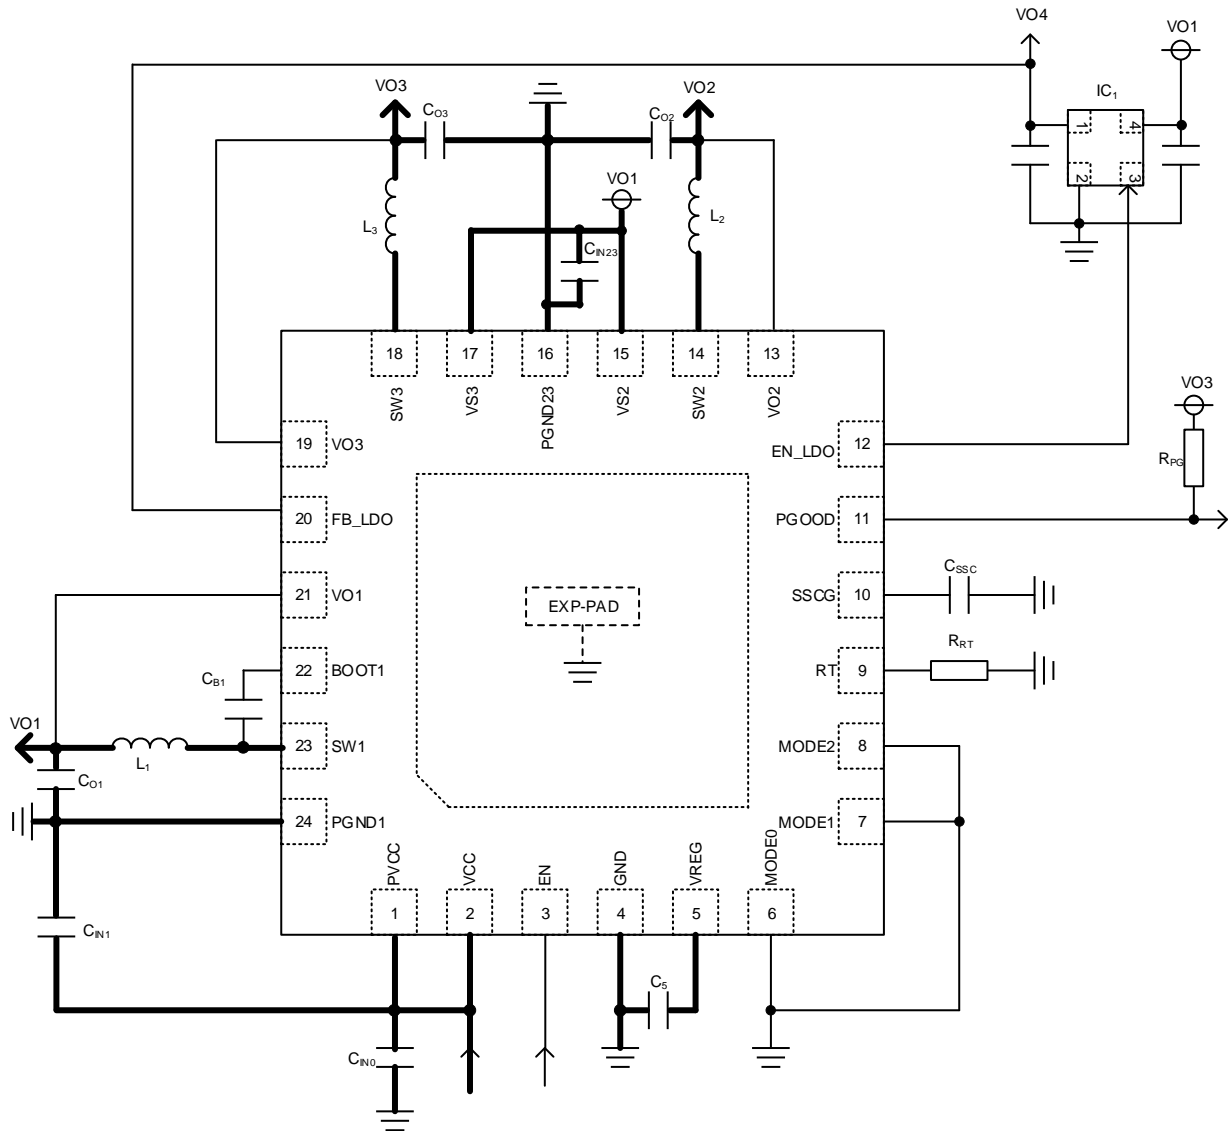 VO4
VO1
IC1
1
4
2
3
VO3
CO3
CO2
VO2
VO1
L3
CIN23
L2
18
17
16
15
14
13
SW3
VS3
PGND23
VS2
SW2
VO2
VO3
RPG
19
VO3
EN_LDO
12
20
FB_LDO
PGOOD
11
21
VO1
EXP-PAD
SSCG
10
CSSC
22
BOOT1
RT
9
RRT
CB1
VO1
L1
23
SW1
MODE2
8
CO1
24
PGND1
MODE1
7
PVCC
VCC
EN
GND
VREG
MODE0
1
2
3
4
5
6
CIN1
C5
CIN0